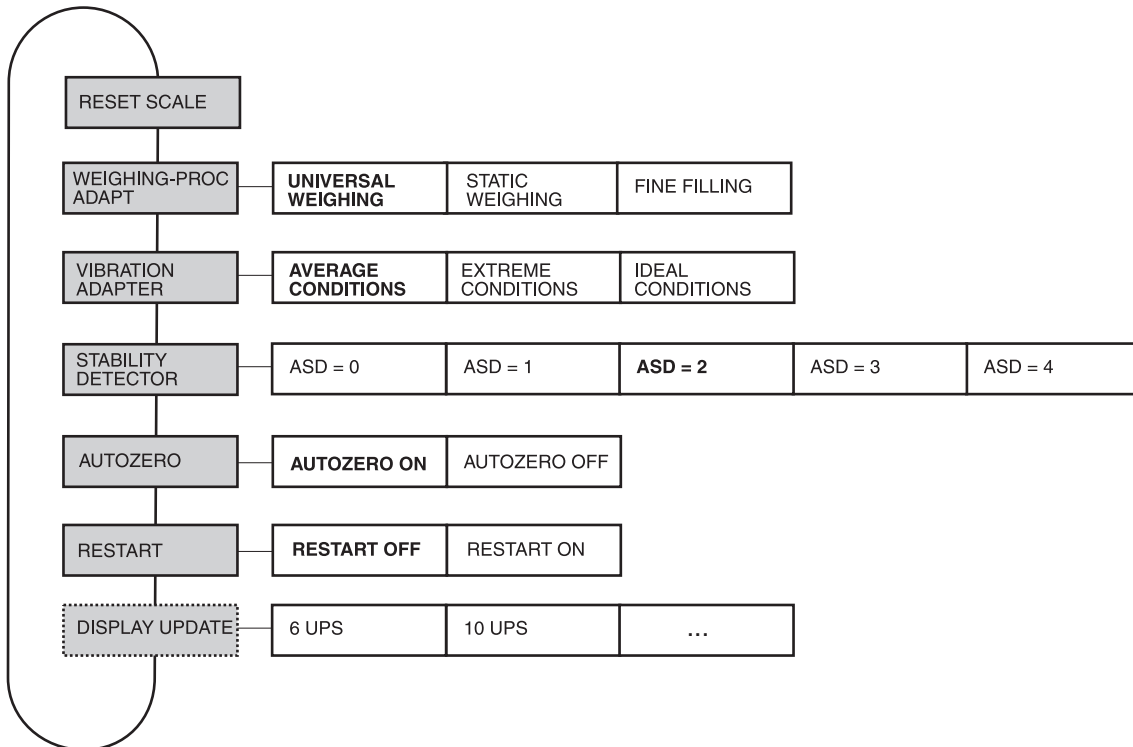 RESET SCALE
WEIGHING-PROC
ADAPT
UNIVERSAL
WEIGHING
STATIC
WEIGHING
FINE FILLING
VIBRATION
ADAPTER
AVERAGE
CONDITIONS
EXTREME
CONDITIONS
IDEAL
CONDITIONS
STABILITY
DETECTOR
ASD = 0
ASD = 1
ASD = 2
ASD = 3
ASD = 4
AUTOZERO
AUTOZERO ON
AUTOZERO OFF
RESTART
RESTART OFF
RESTART ON
DISPLAY UPDATE
6 UPS
10 UPS
...